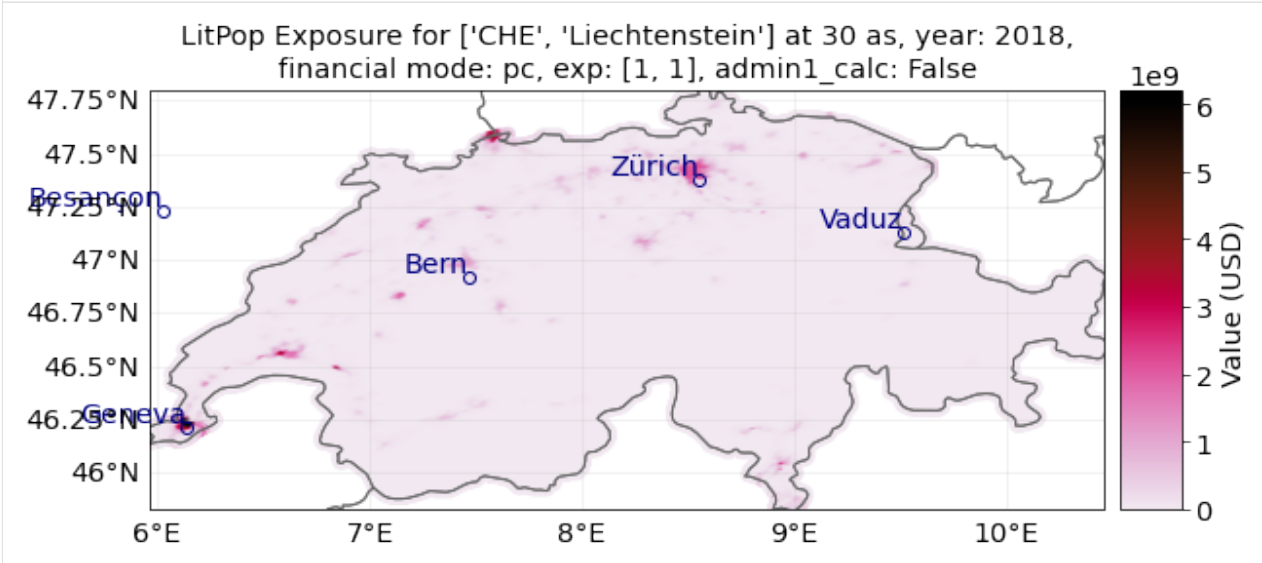 LitPop Exposure for ['CHE', 'Liechtenstein'] at 30 as, year: 2018,
financial mode: pc, exp: [1, 1], admin1_calc: False
1e9
47.75°N
6
47.5°N
Zürich
5
Besançon
47.25°N
Vaduz
4
47°N
Bern
Value (USD)
46.75°N
3
46.5°N
2
Geneva
46.25°N
1
46°N
0
6°E 7°E 8°E 9°E 10°E